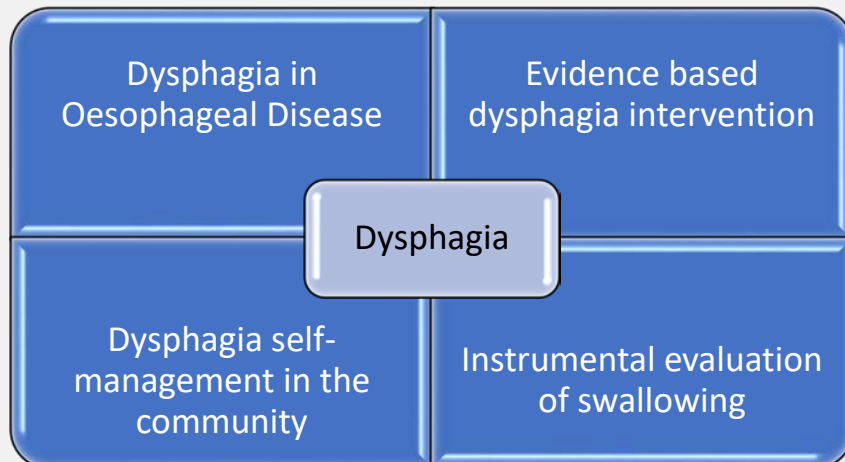 Dysphagia in
Oesophageal Disease
Evidence based
dysphagia intervention
Dysphagia
Dysphagia self-
management in the
community
Instrumental evaluation
of swallowing